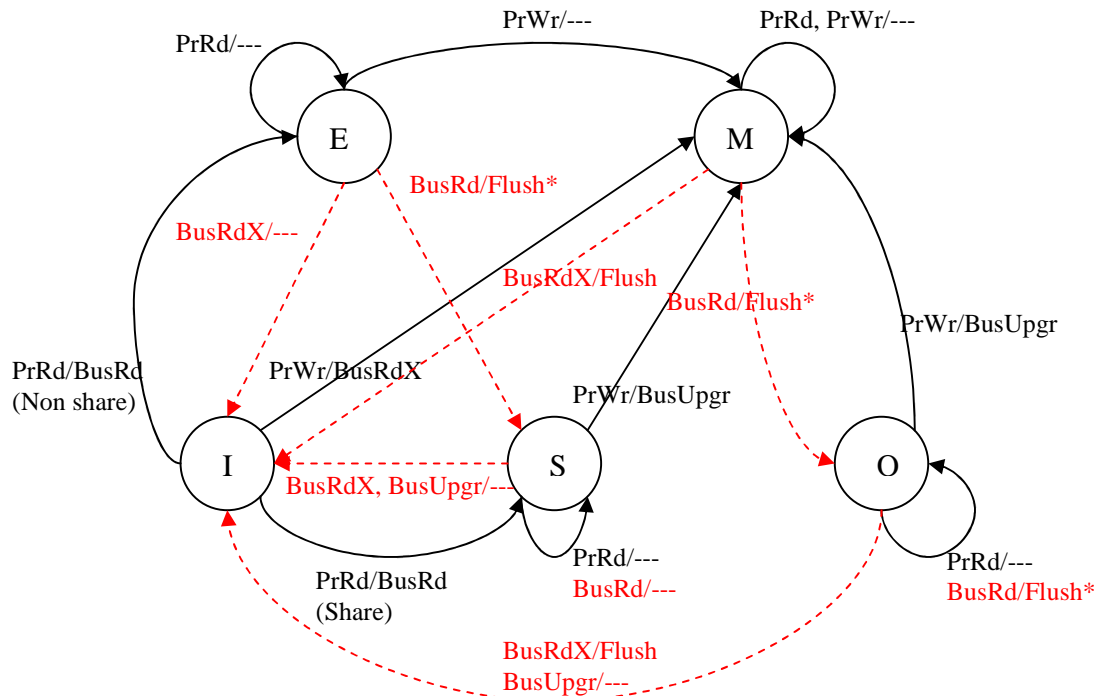 PrWr/---
PrRd, PrWr/---
PrRd/---
E
M
BusRd/Flush*
BusRdX/---
BusRdX/Flush
BusRd/Flush*
PrWr/BusUpgr
PrRd/BusRd
(Non share)
PrWr/BusRdX
PrWr/BusUpgr
I
S
O
BusRdX, BusUpgr/---
PrRd/---
BusRd/---
PrRd/---
BusRd/Flush*
PrRd/BusRd
(Share)
BusRdX/Flush
BusUpgr/---